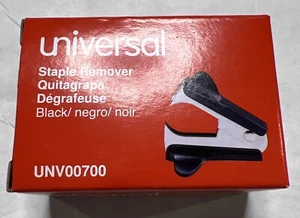 universal
Staple Remover
Quitagrapa
Dégrafeuse
Black/ negro/ noir
UNV00700